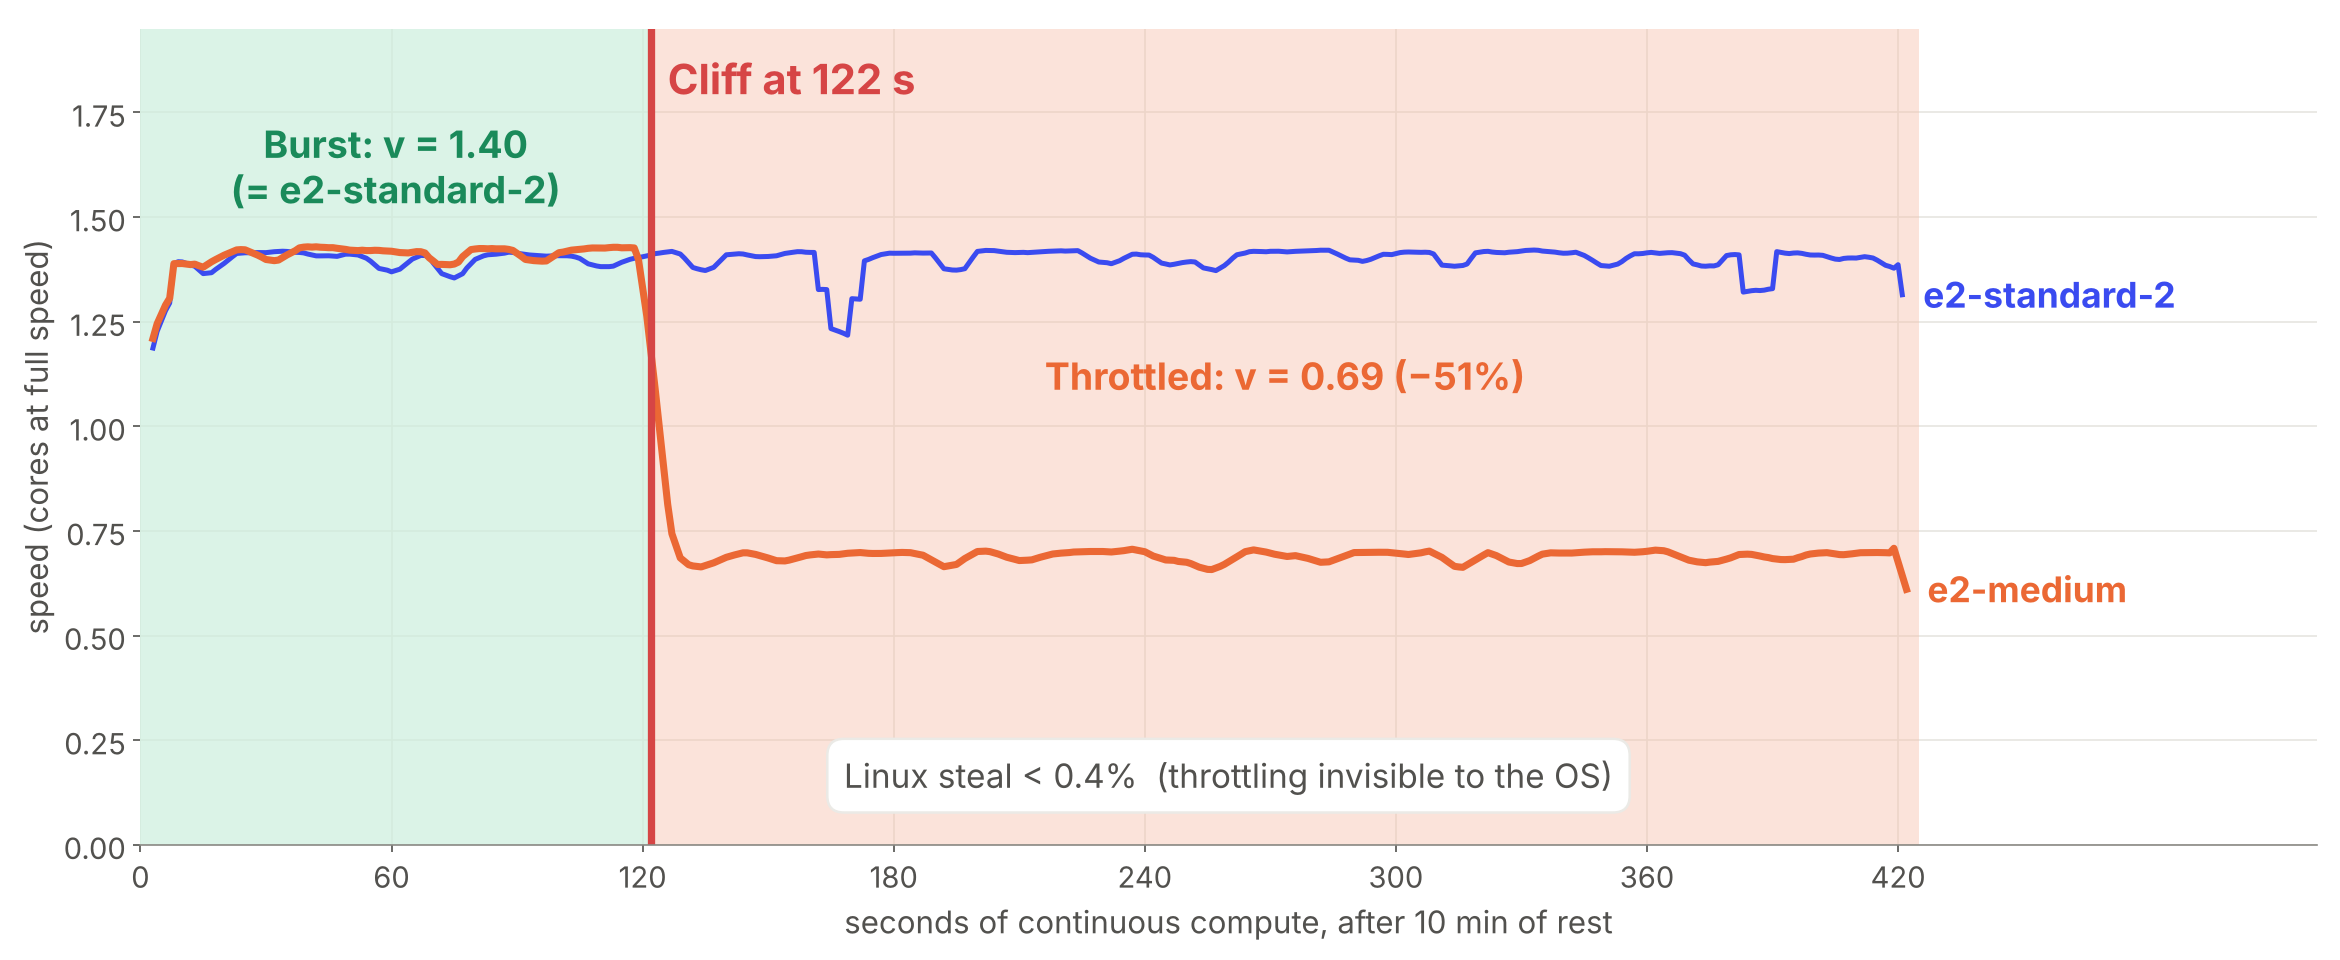 Cliff at 122 s
Burst: v = 1.40
(= e2-standard-2)
e2-standard-2
Throttled: v = 0.69 (−51%)
e2-medium
Linux steal < 0.4%  (throttling invisible to the OS)
speed (cores at full speed)
1.75
1.50
1.25
1.00
0.75
0.50
0.25
0.00
0 60 120 180 240 300 360 420
seconds of continuous compute, after 10 min of rest